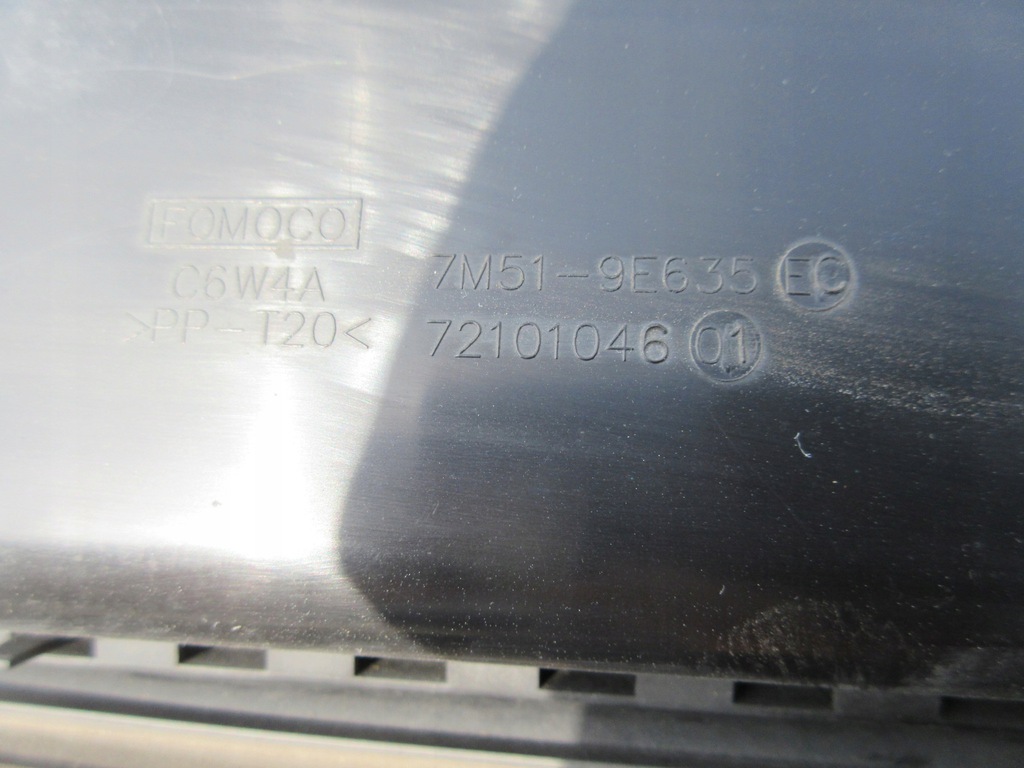 FOMOCO
C6W4A
>PP-T20<
7M51-9E635 EC
72101046 01